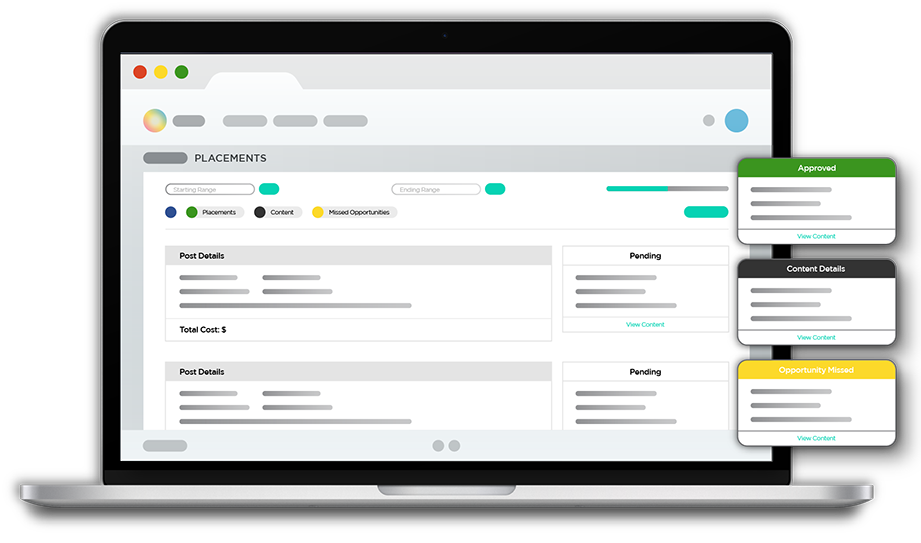 PLACEMENTS
Starting Range
Ending Range
Placements
Content
Missed Opportunities
Post Details
Pending
Total Cost: $
View Content
Post Details
Pending
Approved
View Content
Content Details
View Content
Opportunity Missed
View Content